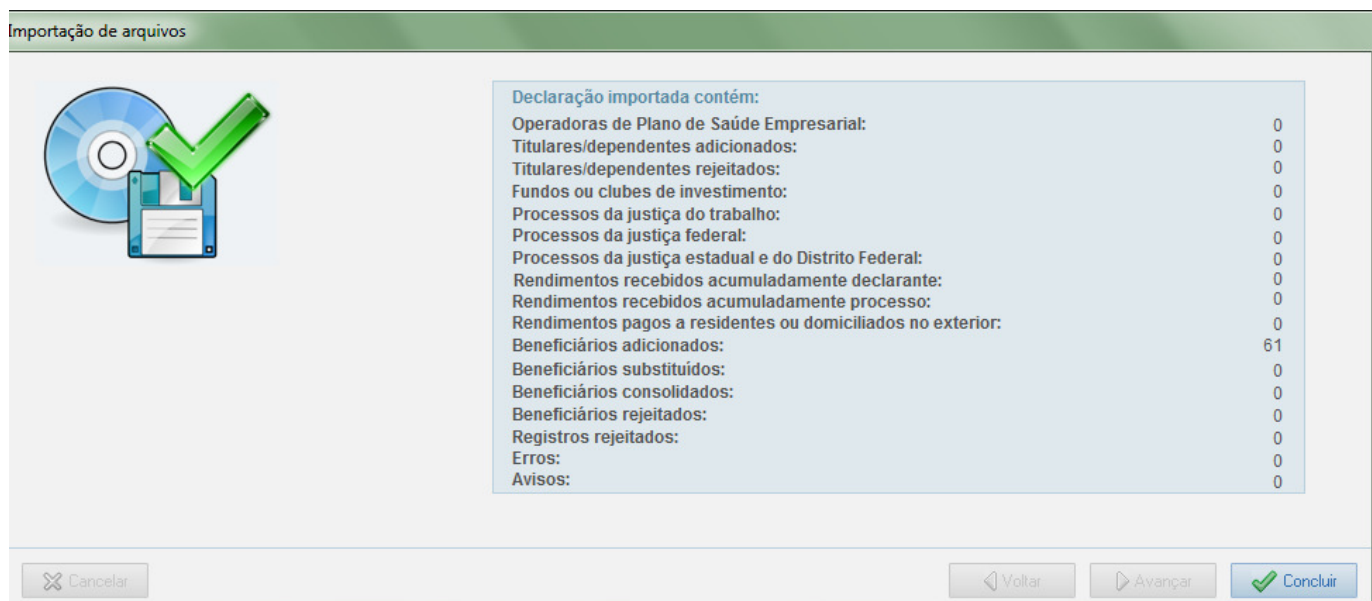 Importação de arquivos
Declaração importada contém:
Operadoras de Plano de Saúde Empresarial: 0
Titulares/dependentes adicionados: 0
Titulares/dependentes rejeitados: 0
Fundos ou clubes de investimento: 0
Processos da justiça do trabalho: 0
Processos da justiça federal: 0
Processos da justiça estadual e do Distrito Federal: 0
Rendimentos recebidos acumuladamente declarante: 0
Rendimentos recebidos acumuladamente processo: 0
Rendimentos pagos a residentes ou domiciliados no exterior: 0
Beneficiários adicionados: 61
Beneficiários substituídos: 0
Beneficiários consolidados: 0
Beneficiários rejeitados: 0
Registros rejeitados: 0
Erros: 0
Avisos: 0
Cancelar Voltar Avançar Concluir